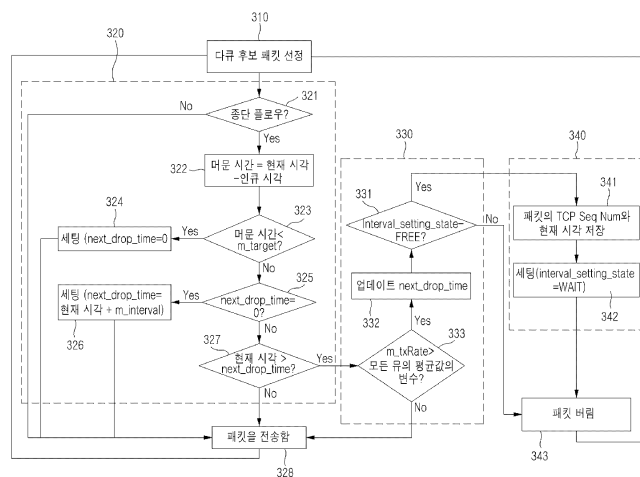 310
320
다큐 후보 패킷 선정
No
종단 플로우?
321
Yes
330
340
322
머문 시간 = 현재 시각
-인큐 시각
331
Yes
341
324
323
interval_setting_state=
FREE?
No
패킷의 TCP Seq Num와
현재 시각 저장
세팅 (next_drop_time=0
Yes
머문 시간<
m_target?
No
325
업데이트 next_drop_time
세팅(interval_setting_state
=WAIT)
세팅 (next_drop_time=
현재 시각 + m_interval)
Yes
next_drop_time=
0?
332
Yes
333
342
326
327
No
현재 시각 >
next_drop_time?
Yes
m_txRate>
모든 유의 평균값의
변수?
No
No
패킷 버림
패킷을 전송함
343
328